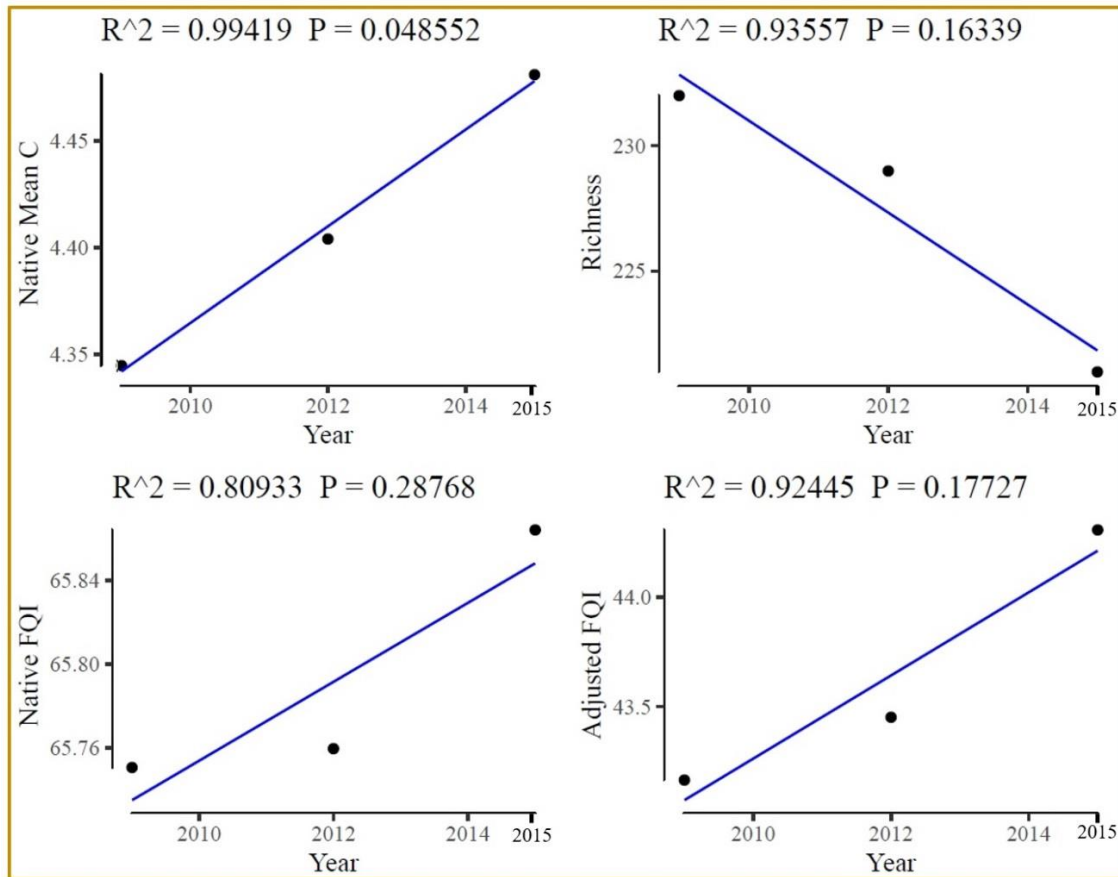 R^2 = 0.99419 P = 0.048552
Native Mean C
4.45
4.40
4.35
2010 2012 2014 2015
Year
R^2 = 0.93557 P = 0.16339
Richness
230
225
2010 2012 2014 2015
Year
R^2 = 0.80933 P = 0.28768
Native FQI
65.84
65.80
65.76
2010 2012 2014 2015
Year
R^2 = 0.92445 P = 0.17727
Adjusted FQI
44.0
43.5
2010 2012 2014 2015
Year